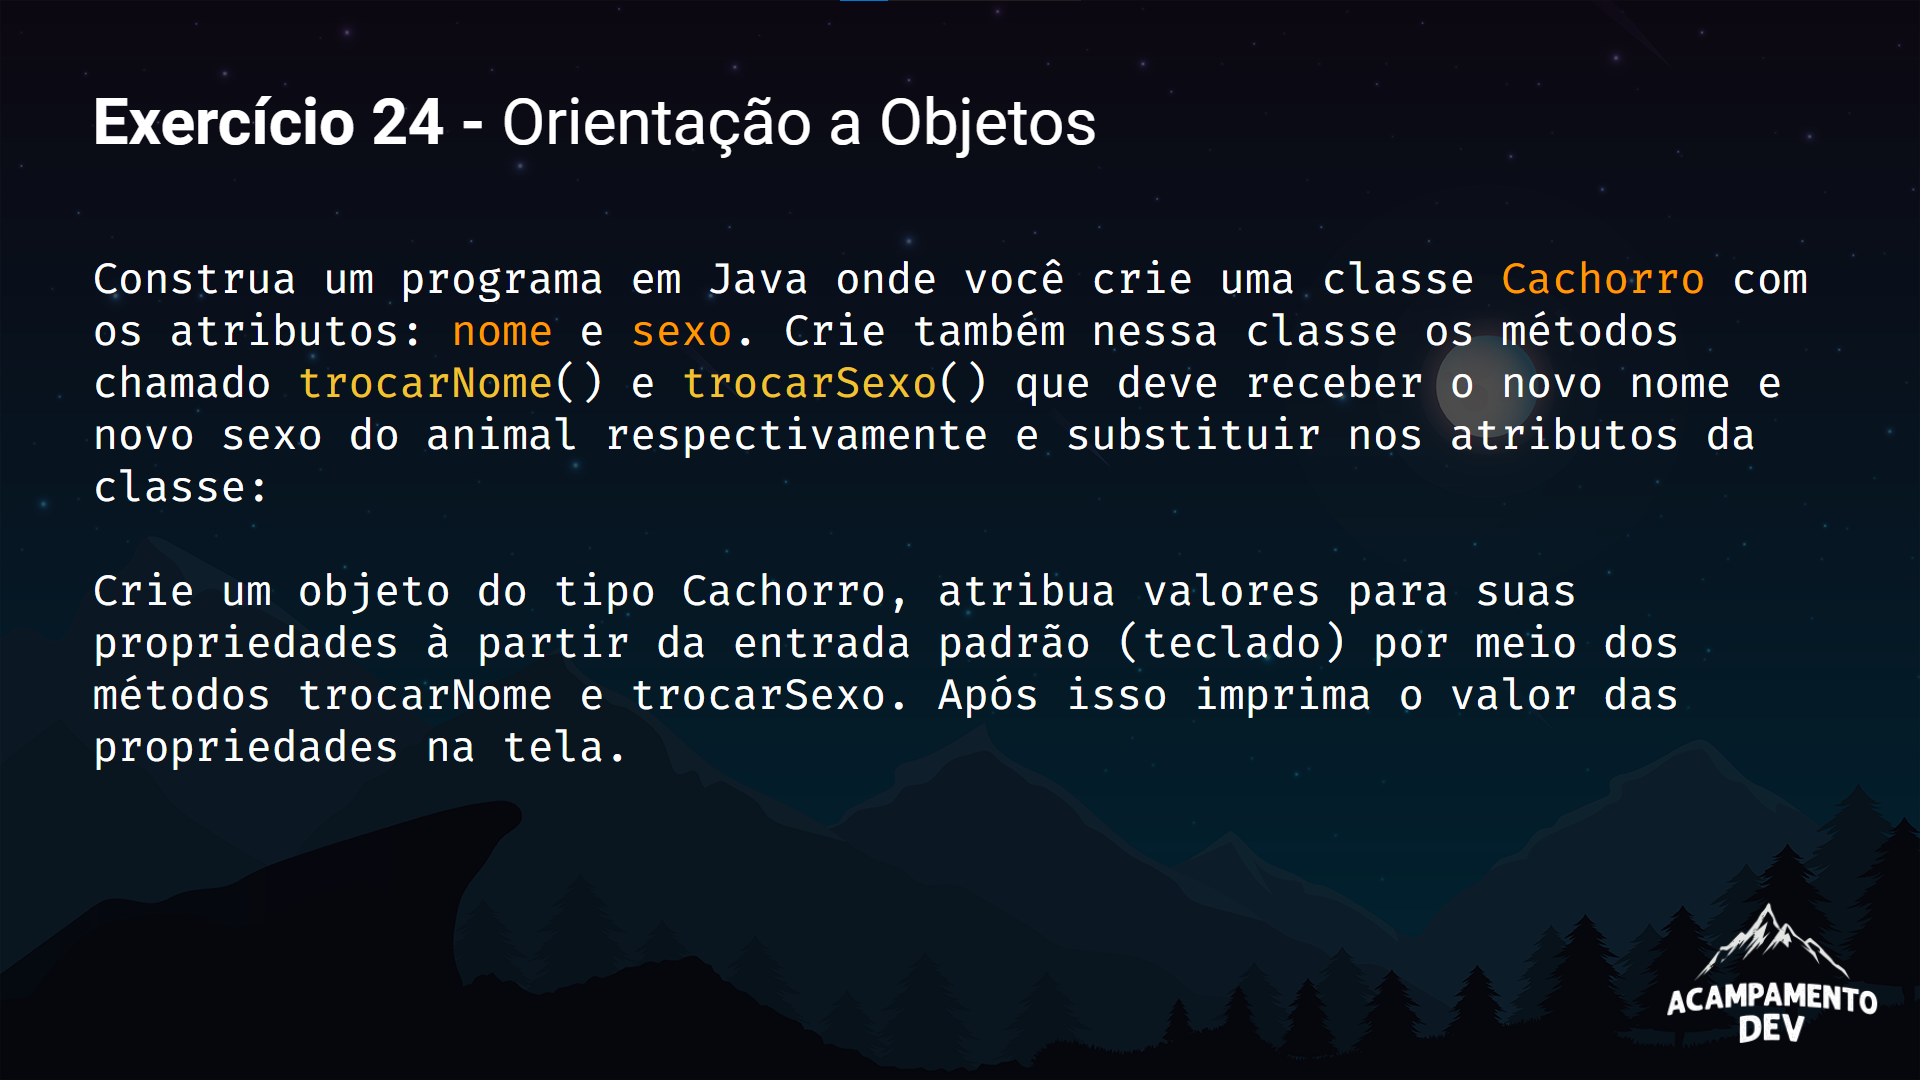 Exercício 24 - Orientação a Objetos
Construa um programa em Java onde você crie uma classe Cachorro com
os atributos: nome e sexo. Crie também nessa classe os métodos
chamado trocarNome() e trocarSexo() que deve receber o novo nome e
novo sexo do animal respectivamente e substituir nos atributos da
classe:
Crie um objeto do tipo Cachorro, atribua valores para suas
propriedades à partir da entrada padrão (teclado) por meio dos
métodos trocarNome e trocarSexo. Após isso imprima o valor das
propriedades na tela.
ACAMPAMENTO
DEV